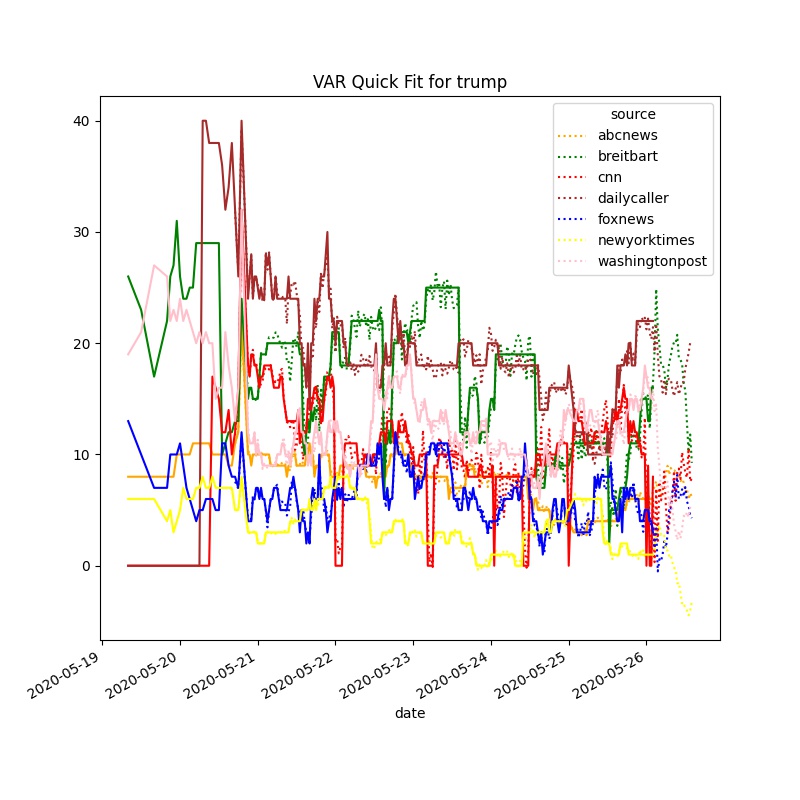 VAR Quick Fit for trump
source
abcnews
breitbart
cnn
dailycaller
foxnews
newyorktimes
washingtonpost
40
30
20
10
0
2020-05-19
2020-05-20
2020-05-21
2020-05-22
2020-05-23
2020-05-24
2020-05-25
2020-05-26
date